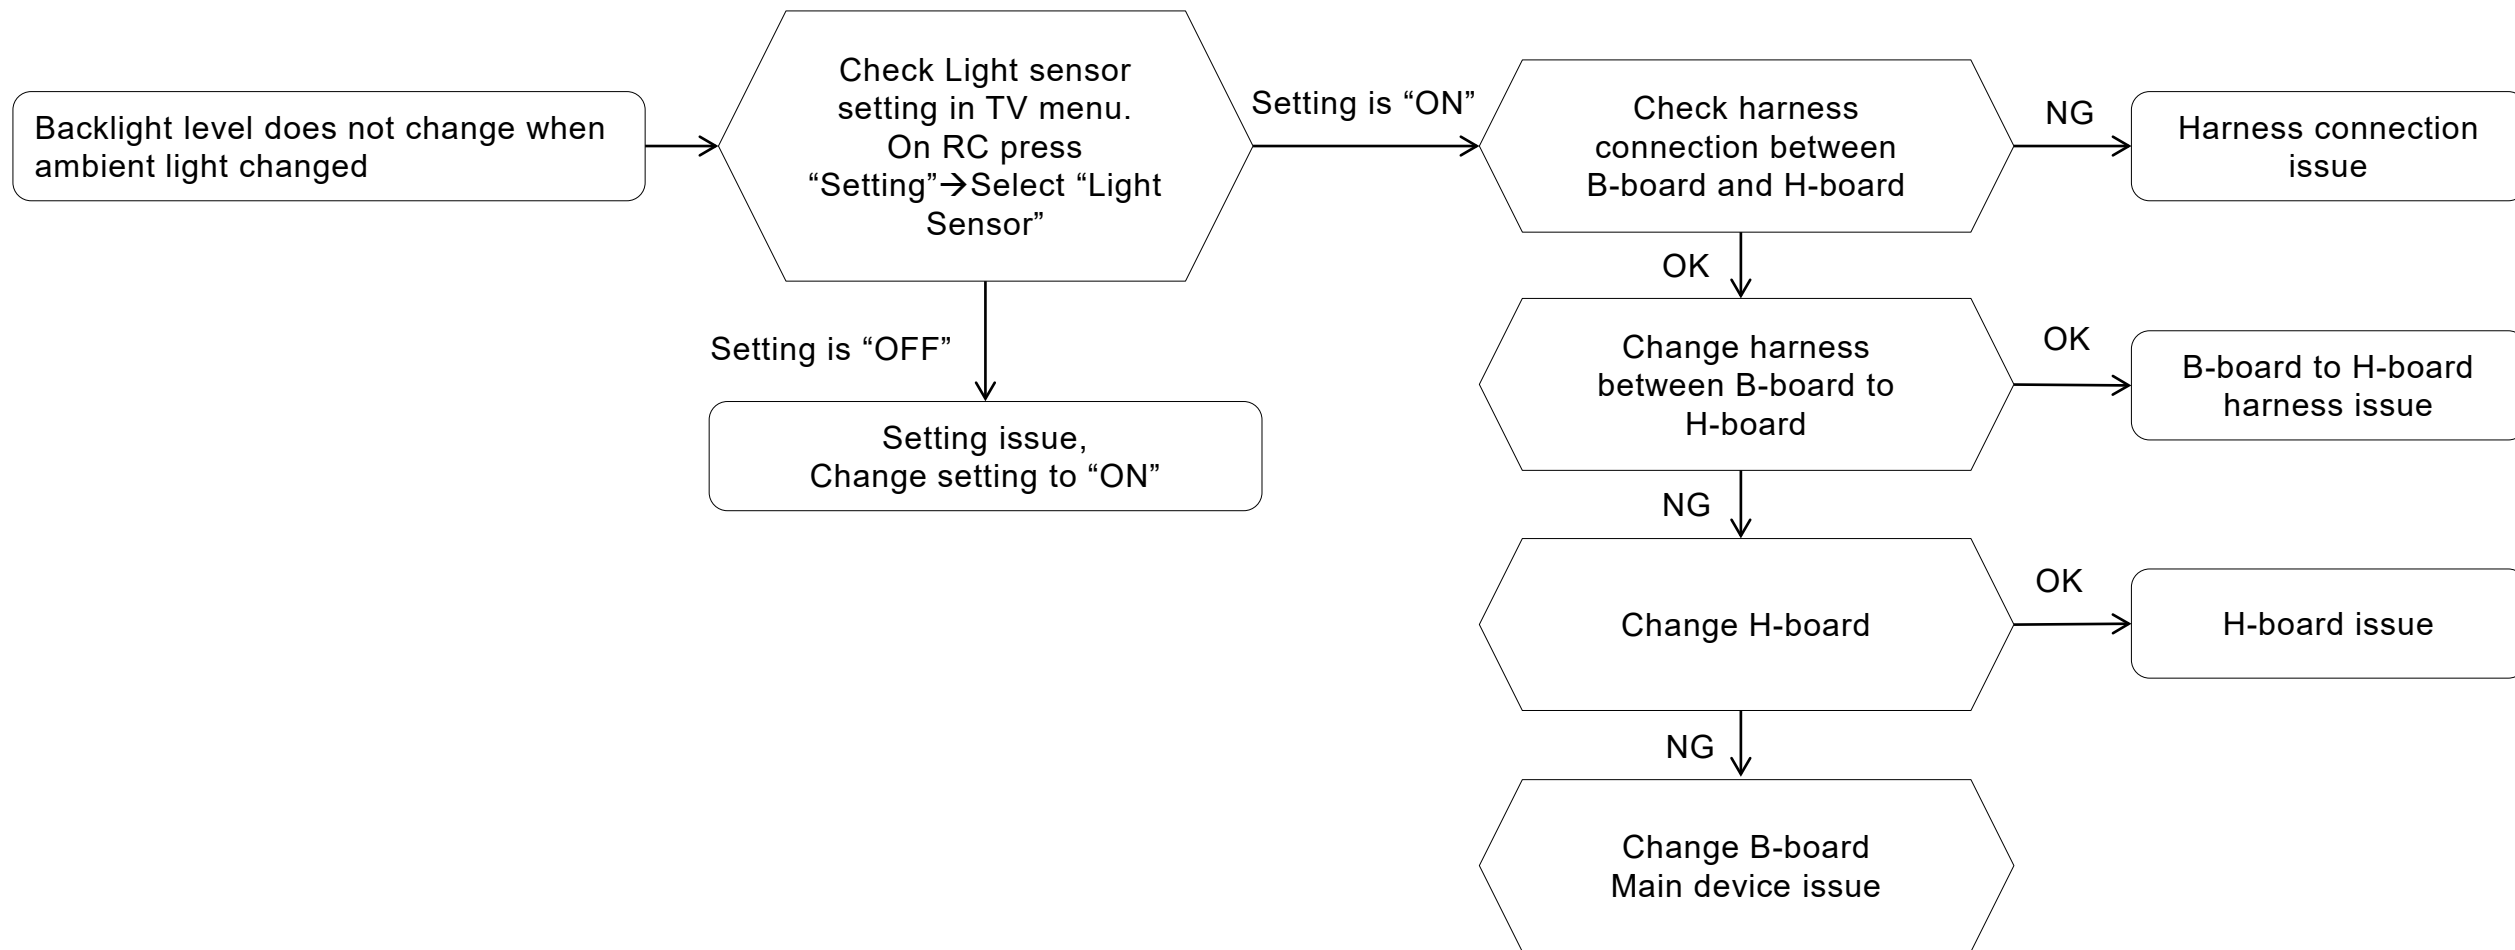 Backlight level does not change when
ambient light changed
Check Light sensor
setting in TV menu.
On RC press
“Setting”→Select “Light
Sensor”
Setting is “ON”
Check harness
connection between
B-board and H-board
NG
Harness connection
issue
OK
Setting is “OFF”
Setting issue,
Change setting to “ON”
Change harness
between B-board to
H-board
OK
B-board to H-board
harness issue
NG
Change H-board
OK
H-board issue
NG
Change B-board
Main device issue